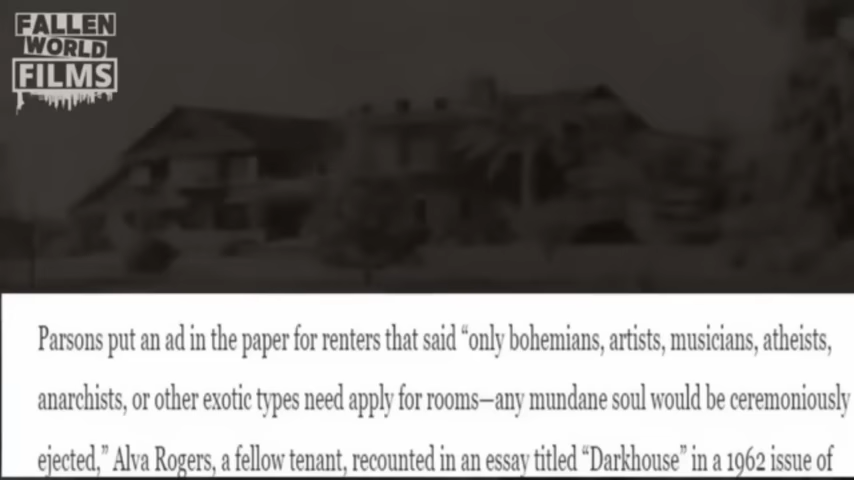 FALLEN
WORLD
FILMS
Parsons put an ad in the paper for renters that said “only bohemians, artists, musicians, atheists,
anarchists, or other exotic types need apply for rooms—any mundane soul would be ceremoniously
ejected,” Alva Rogers, a fellow tenant, recounted in an essay titled “Darkhouse” in a 1962 issue of